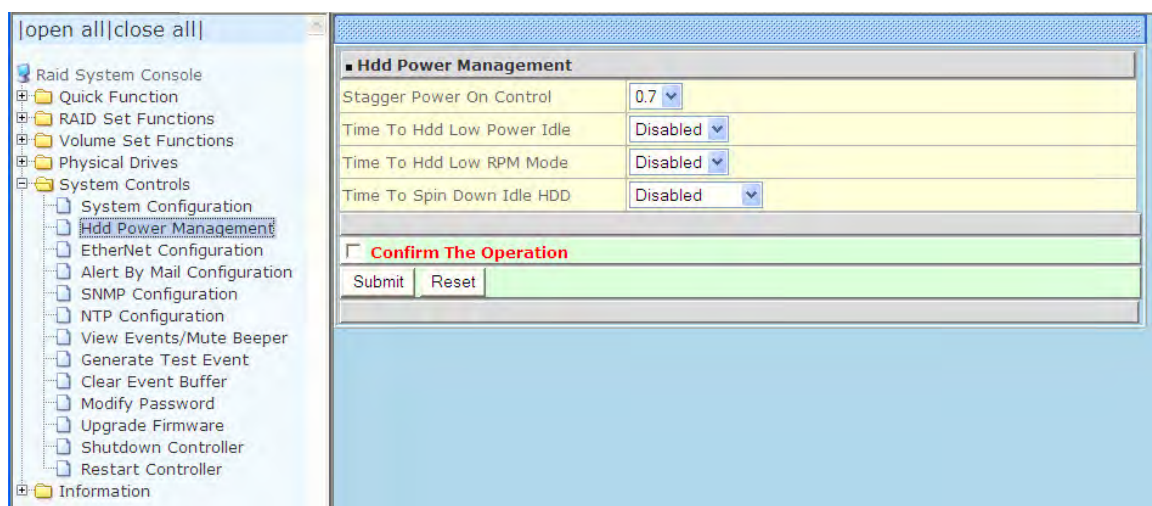 |open all|close all|
Raid System Console
Quick Function
RAID Set Functions
Volume Set Functions
Physical Drives
System Controls
System Configuration
Hdd Power Management
EtherNet Configuration
Alert By Mail Configuration
SNMP Configuration
NTP Configuration
View Events/Mute Beeper
Generate Test Event
Clear Event Buffer
Modify Password
Upgrade Firmware
Shutdown Controller
Restart Controller
Information
Hdd Power Management
Stagger Power On Control 0.7
Time To Hdd Low Power Idle Disabled
Time To Hdd Low RPM Mode Disabled
Time To Spin Down Idle HDD Disabled
Confirm The Operation
Submit Reset